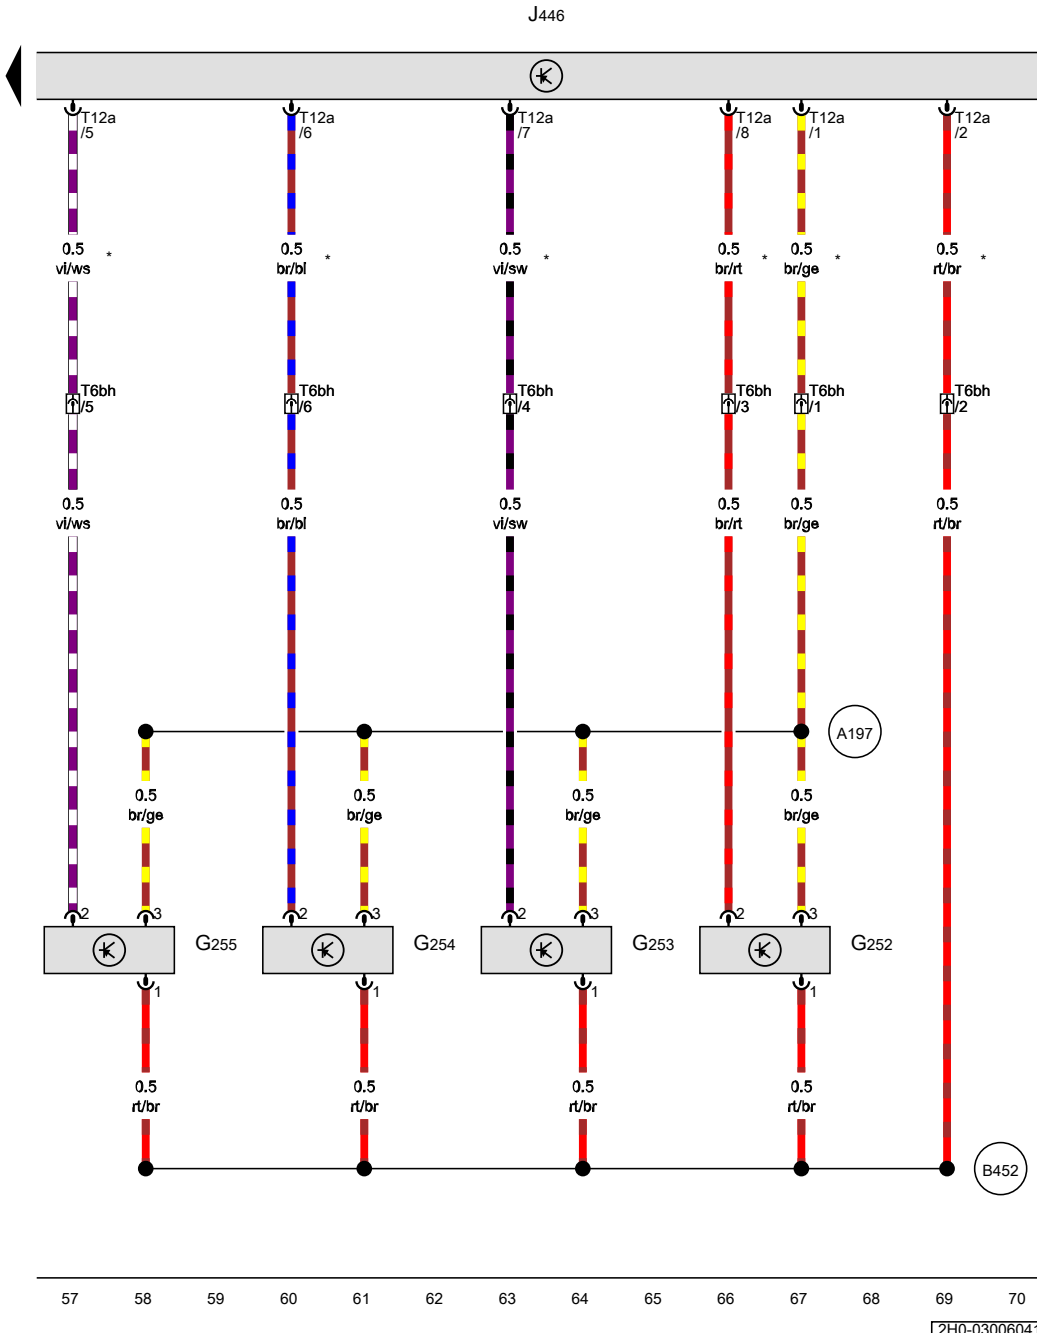 J446
T12a T12a T12a T12a T12a T12a
/5 /6 /7 /8 /1 /2
0.5 0.5 0.5 0.5 0.5 0.5
vi/ws * br/bl * vi/sw * br/rt * br/ge * rt/br *
T6bh T6bh T6bh T6bh T6bh T6bh
/5 /6 /4 /3 /1 /2
0.5 0.5 0.5 0.5 0.5 0.5
vi/ws br/bl vi/sw br/rt br/ge rt/br
A197
0.5 0.5 0.5 0.5
br/ge br/ge br/ge br/ge
2 3 2 3 2 3 2 3
G255 G254 G253 G252
1 1 1 1
0.5 0.5 0.5 0.5
rt/br rt/br rt/br rt/br
B452
57 58 59 60 61 62 63 64 65 66 67 68 69 70
2H0-03006041